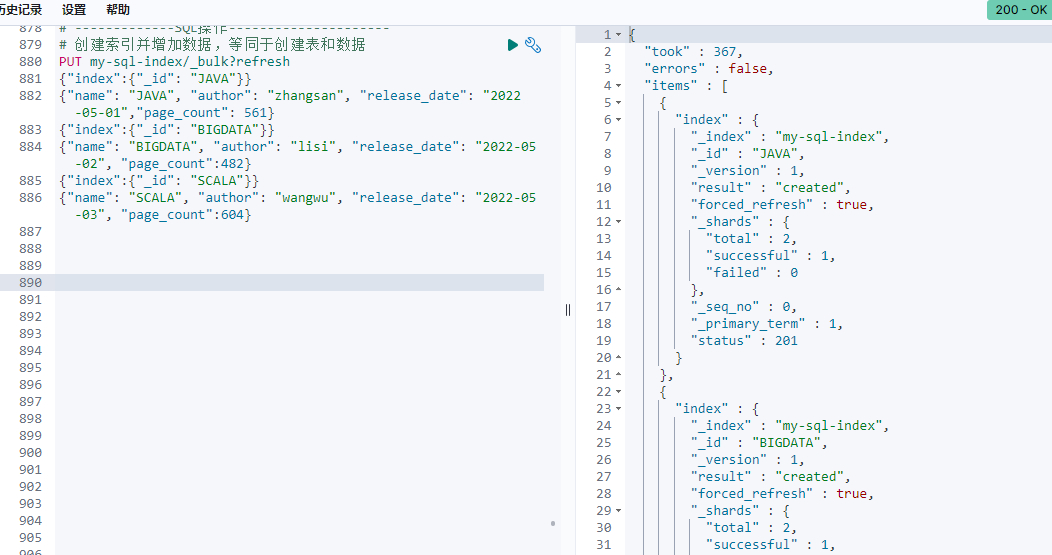 历史记录 设置 帮助 200 - OK
878 # -------------SQL操作---------------------
879 # 创建索引并增加数据，等同于创建表和数据
880 PUT my-sql-index/_bulk?refresh
881 {"index":{"_id": "JAVA"}}
882 {"name": "JAVA", "author": "zhangsan", "release_date": "2022
-05-01","page_count": 561}
883 {"index":{"_id": "BIGDATA"}}
884 {"name": "BIGDATA", "author": "lisi", "release_date": "2022-05
-02", "page_count":482}
885 {"index":{"_id": "SCALA"}}
886 {"name": "SCALA", "author": "wangwu", "release_date": "2022-05
-03", "page_count":604}
887
888
889
890
891
892
893
894
895
896
897
898
899
900
901
902
903
904
905
906
1 {
2 "took" : 367,
3 "errors" : false,
4 "items" : [
5 {
6 "index" : {
7 "_index" : "my-sql-index",
8 "_id" : "JAVA",
9 "_version" : 1,
10 "result" : "created",
11 "forced_refresh" : true,
12 "_shards" : {
13 "total" : 2,
14 "successful" : 1,
15 "failed" : 0
16 },
17 "_seq_no" : 0,
18 "_primary_term" : 1,
19 "status" : 201
20 }
21 },
22 {
23 "index" : {
24 "_index" : "my-sql-index",
25 "_id" : "BIGDATA",
26 "_version" : 1,
27 "result" : "created",
28 "forced_refresh" : true,
29 "_shards" : {
30 "total" : 2,
31 "successful" : 1,